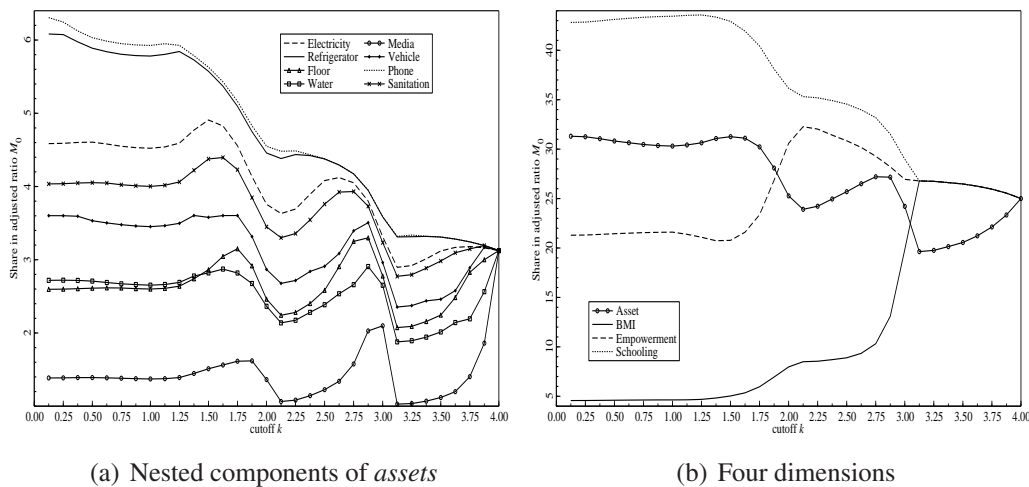 Share in adjusted ratio M0
6
5
4
3
2
Electricity
Refrigerator
Floor
Water
Media
Vehicle
Phone
Sanitation
0.00 0.25 0.50 0.75 1.00 1.25 1.50 1.75 2.00 2.25 2.50 2.75 3.00 3.25 3.50 3.75 4.00
cutoff k
(a) Nested components of assets
Share in adjusted ratio M0
40
35
30
25
20
15
10
5
Asset
BMI
Empowerment
Schooling
0.00 0.25 0.50 0.75 1.00 1.25 1.50 1.75 2.00 2.25 2.50 2.75 3.00 3.25 3.50 3.75 4.00
cutoff k
(b) Four dimensions